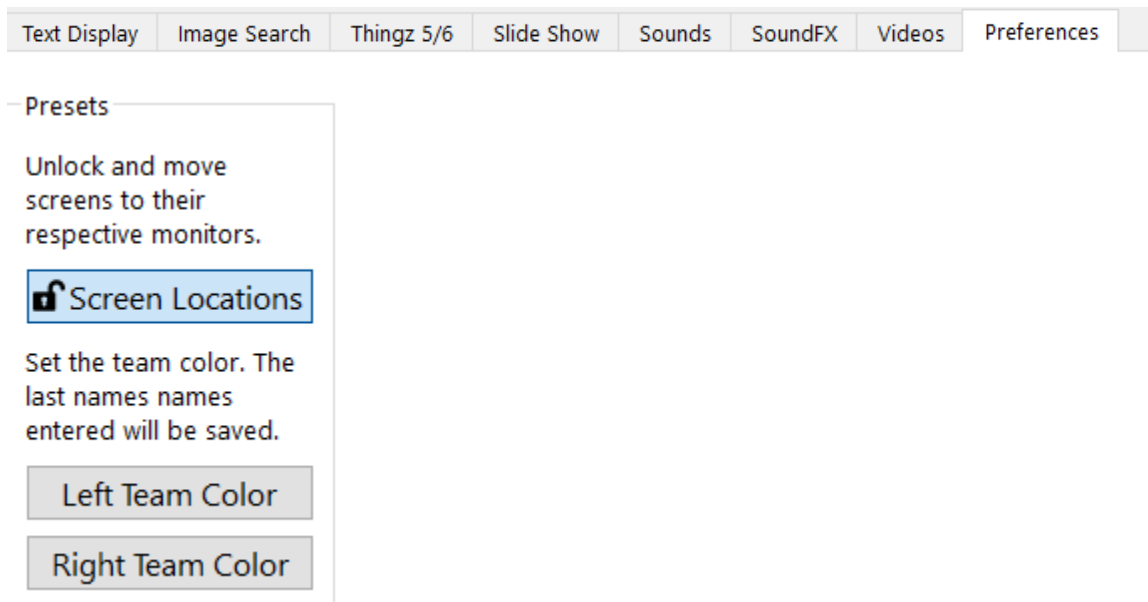 Text Display Image Search Thingz 5/6 Slide Show Sounds SoundFX Videos Preferences
Presets
Unlock and move
screens to their
respective monitors.
Screen Locations
Set the team color. The
last names names
entered will be saved.
Left Team Color
Right Team Color